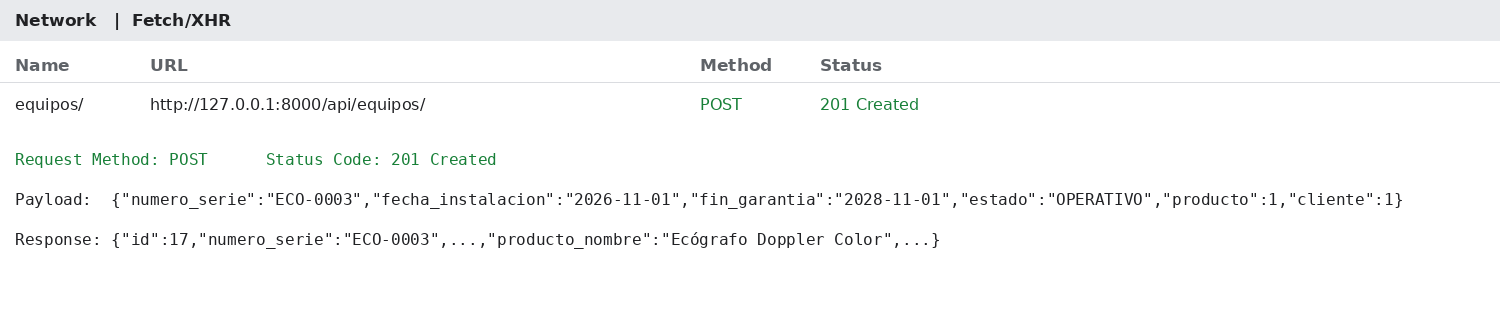 Network | Fetch/XHR
Name URL Method Status
equipos/ http://127.0.0.1:8000/api/equipos/ POST 201 Created
Request Method: POST Status Code: 201 Created
Payload: {"numero_serie":"ECO-0003","fecha_instalacion":"2026-11-01","fin_garantia":"2028-11-01","estado":"OPERATIVO","producto":1,"cliente":1}
Response: {"id":17,"numero_serie":"ECO-0003",...,"producto_nombre":"Ecógrafo Doppler Color",...}